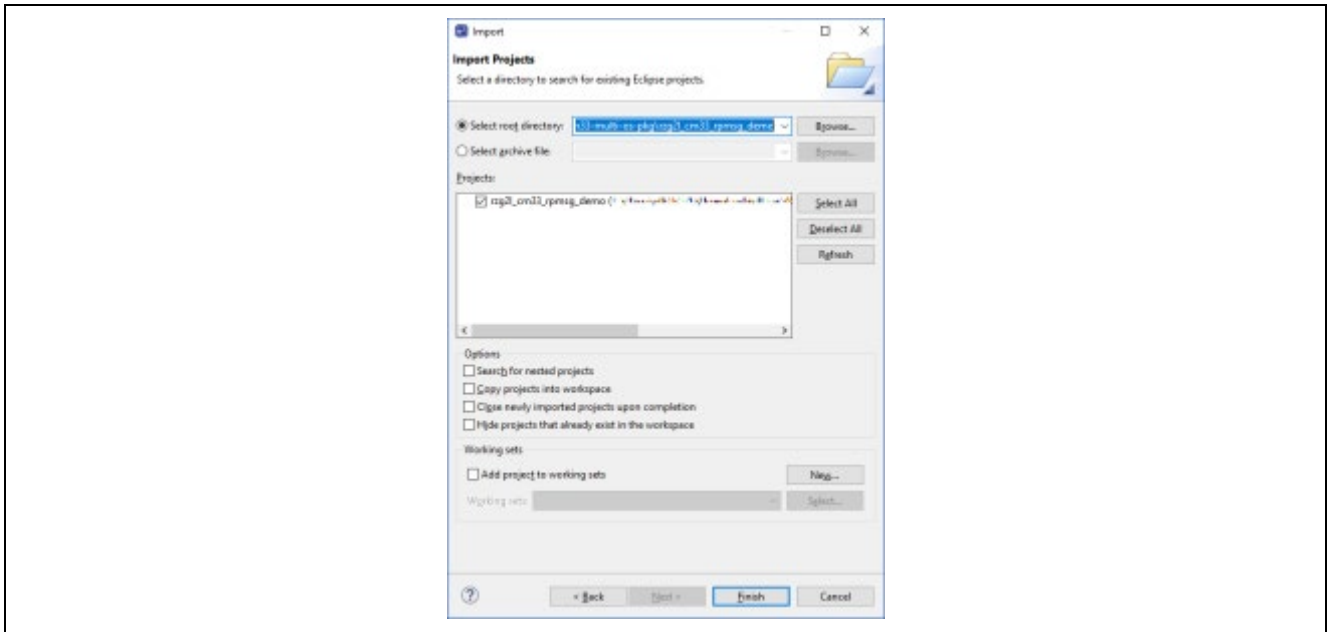 Import
Import Projects
Select a directory to search for existing Eclipse projects.
Select root directory: Browse...
Select archive file: Browse...
Projects:
rzg2l_cm33_rpmsg_demo
Select All
Deselect All
Refresh
Options
Search for nested projects
Copy projects into workspace
Close newly imported projects upon completion
Hide projects that already exist in the workspace
Working sets
Add project to working sets New...
Working sets: Select...
< Back Next > Finish Cancel